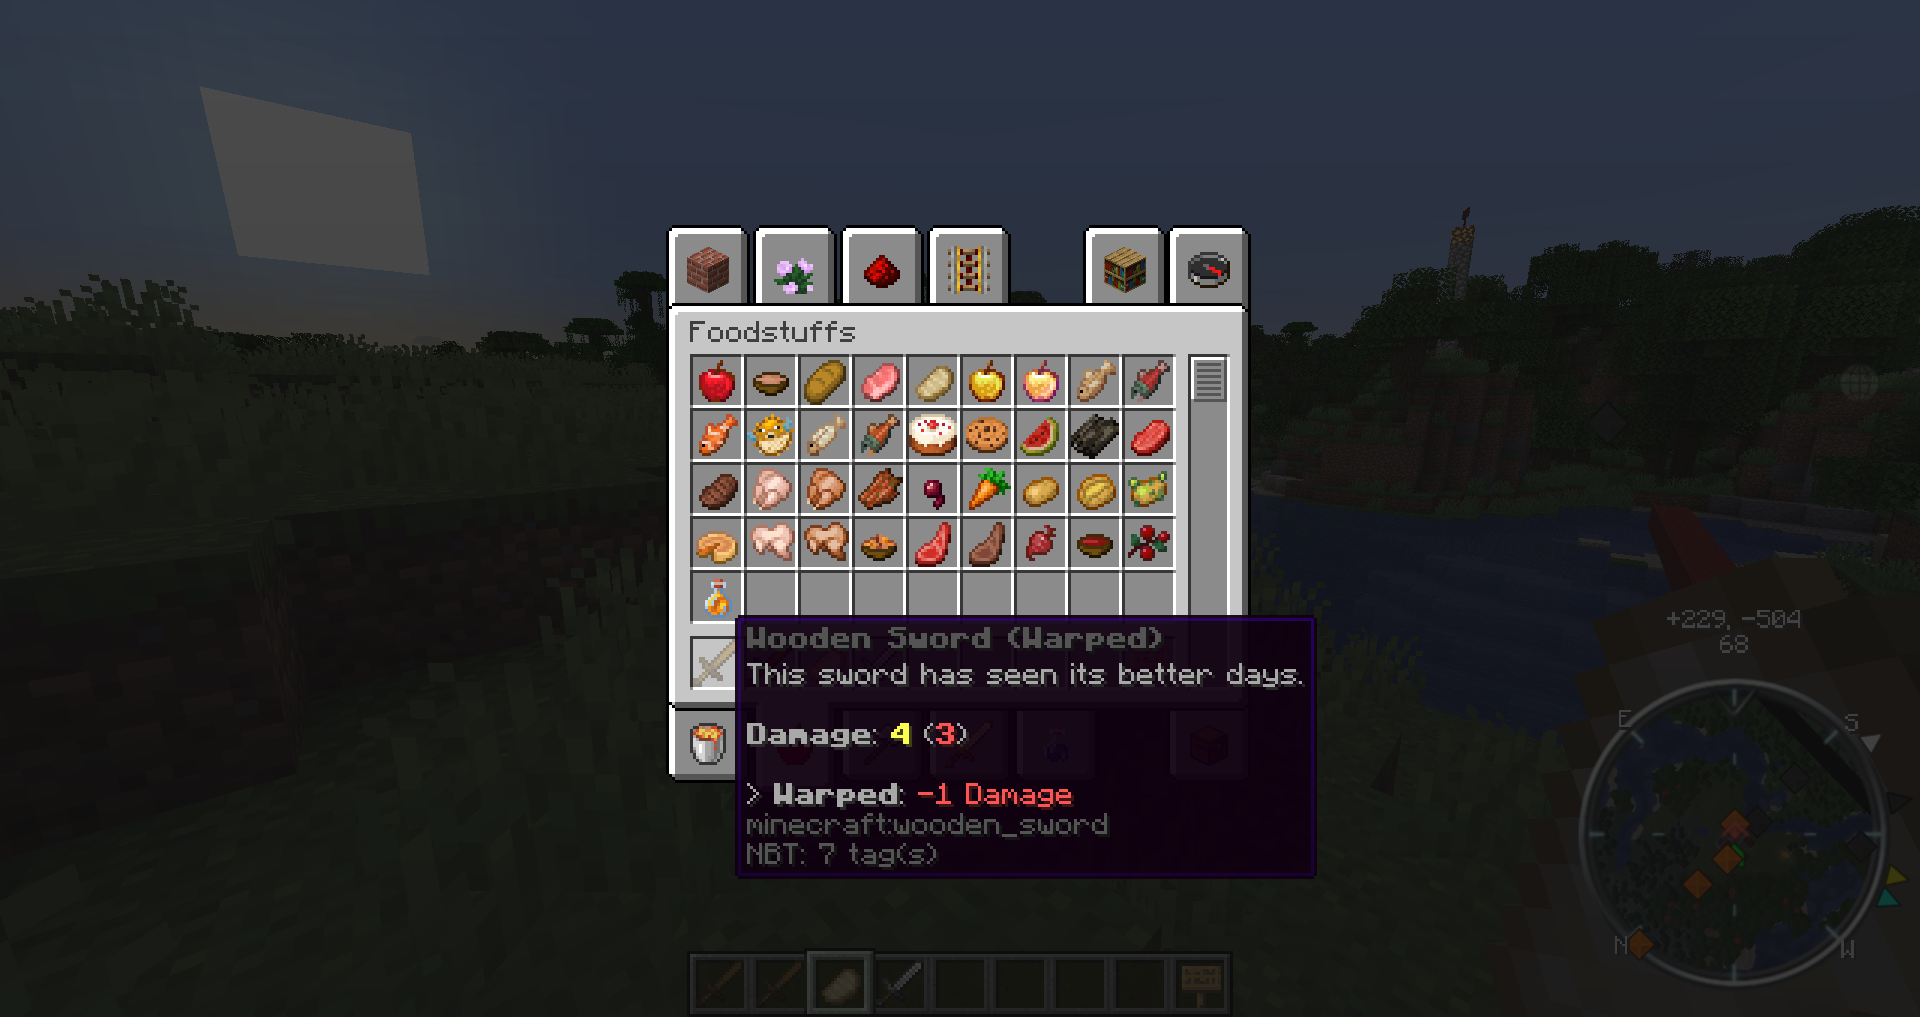 Foodstuffs
Wooden Sword (Warped)
This sword has seen its better days.
Damage: 4 (3)
> Warped: -1 Damage
minecraft:wooden_sword
NBT: 7 tag(s)
+229, -504
68
E
S
N
W